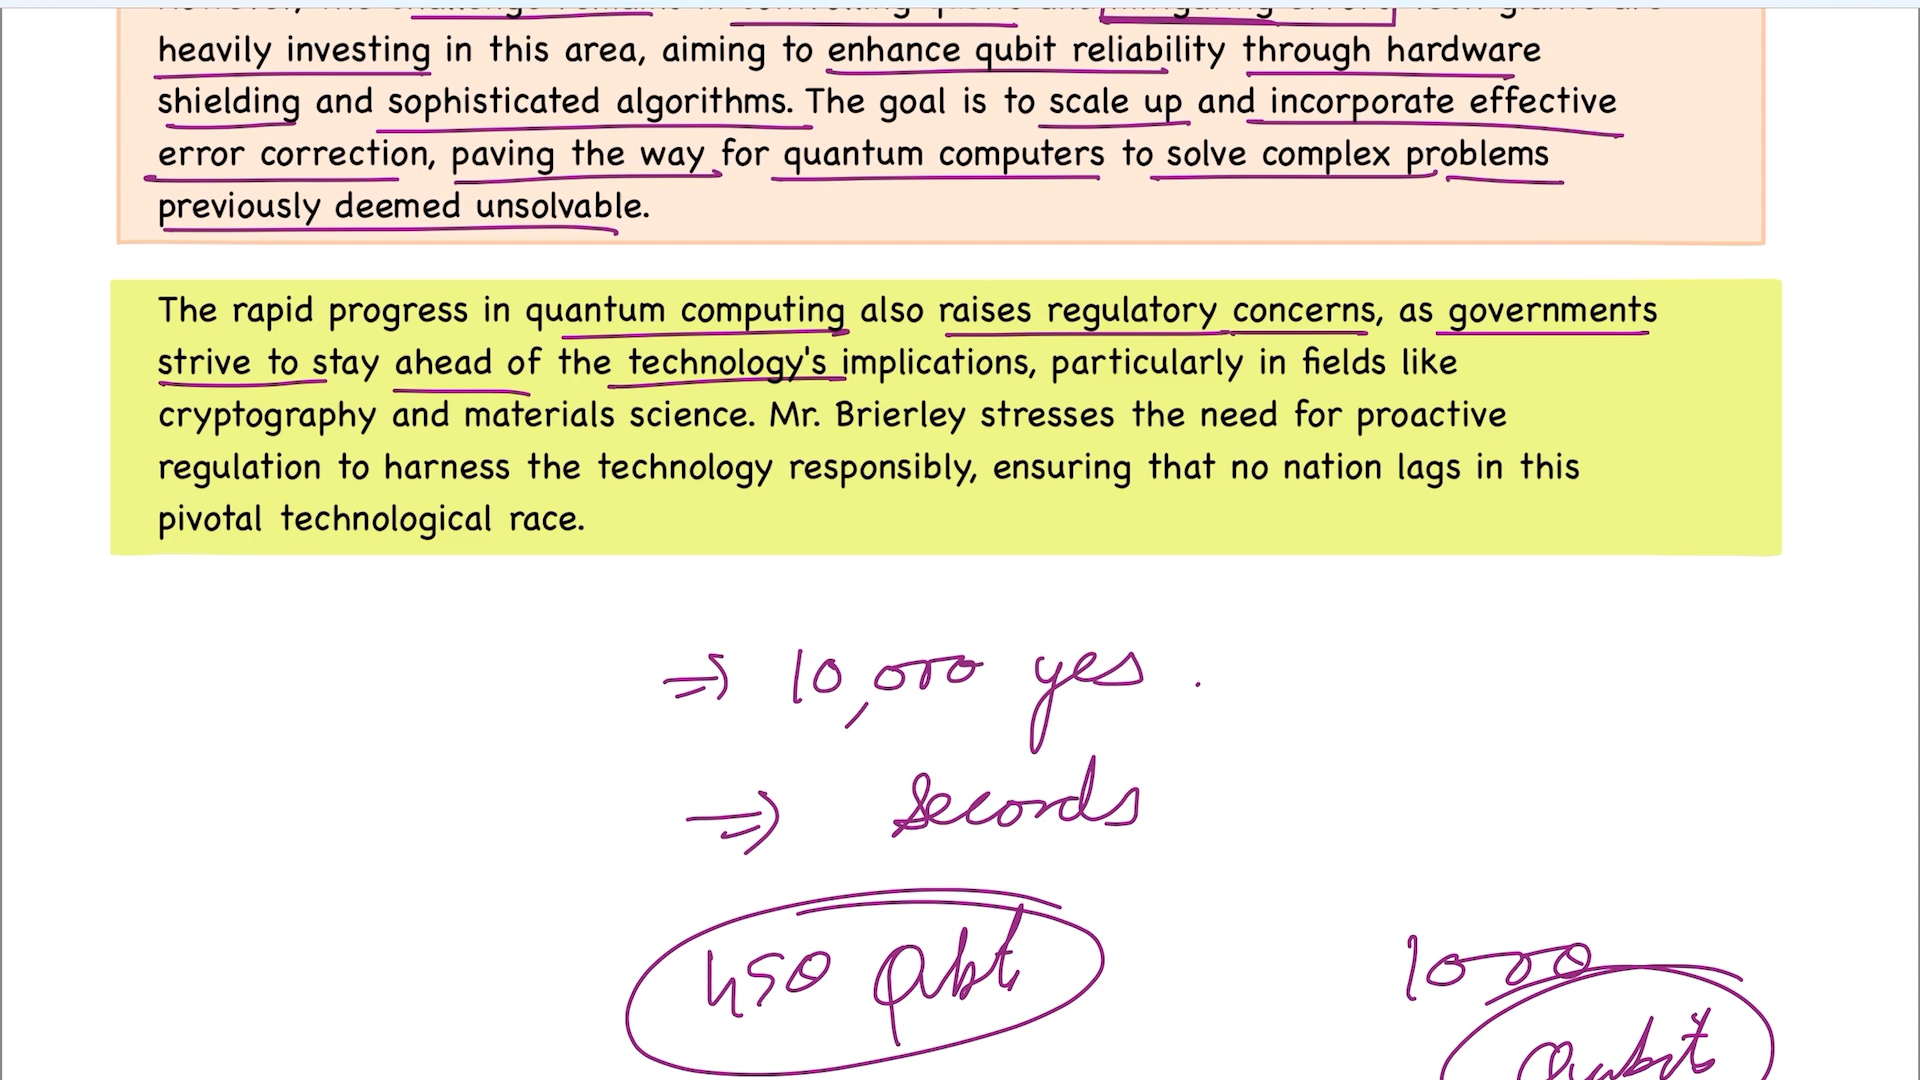 heavily investing in this area, aiming to enhance qubit reliability through hardware
shielding and sophisticated algorithms. The goal is to scale up and incorporate effective
error correction, paving the way for quantum computers to solve complex problems
previously deemed unsolvable.
The rapid progress in quantum computing also raises regulatory concerns, as governments
strive to stay ahead of the technology's implications, particularly in fields like
cryptography and materials science. Mr. Brierley stresses the need for proactive
regulation to harness the technology responsibly, ensuring that no nation lags in this
pivotal technological race.
⇒ 10,000 yes .
⇒ Seconds
450 Qbt
1000
Qubit